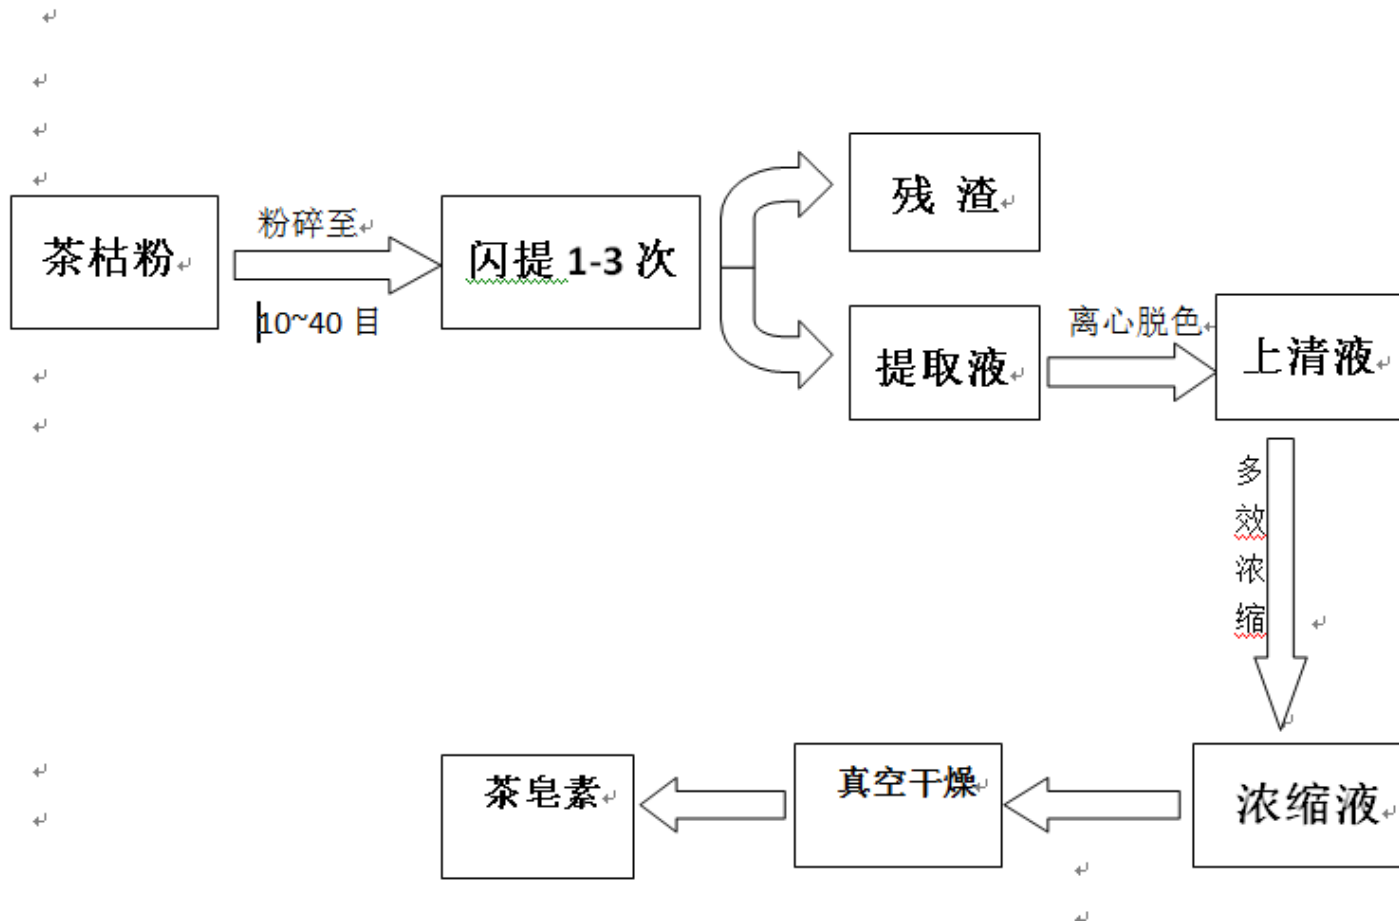 茶枯粉
粉碎至
10~40 目
闪提 1-3 次
残 渣
提取液
离心脱色
上清液
多
效
浓
缩
浓缩液
真空干燥
茶皂素